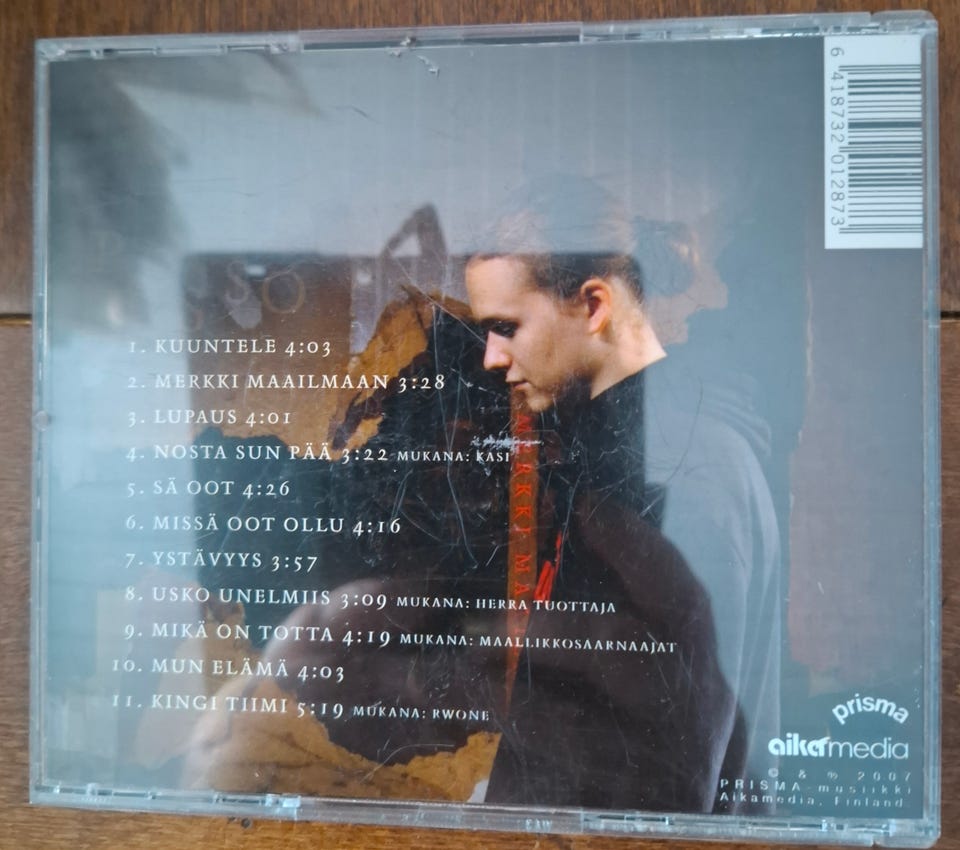 6 418732 012873
1. KUUNTELE 4:03
2. MERKKI MAAILMAAN 3:28
3. LUPAUS 4:01
4. NOSTA SUN PÄÄ 3:22 MUKANA: KASI
5. SÄ OOT 4:26
6. MISSÄ OOT OLLU 4:16
7. YSTÄVYYS 3:57
8. USKO UNELMIIS 3:09 MUKANA: HERRA TUOTTAJA
9. MIKÄ ON TOTTA 4:19 MUKANA: MAALLIKKOSAARNAAJAT
10. MUN ELÄMÄ 4:03
11. KINGI TIIMI 5:19 MUKANA: RWONE
MERKKI MA
prisma
aikamedia
© & ℗ 2007
PRISMA-musiikki
Aikamedia, Finland.